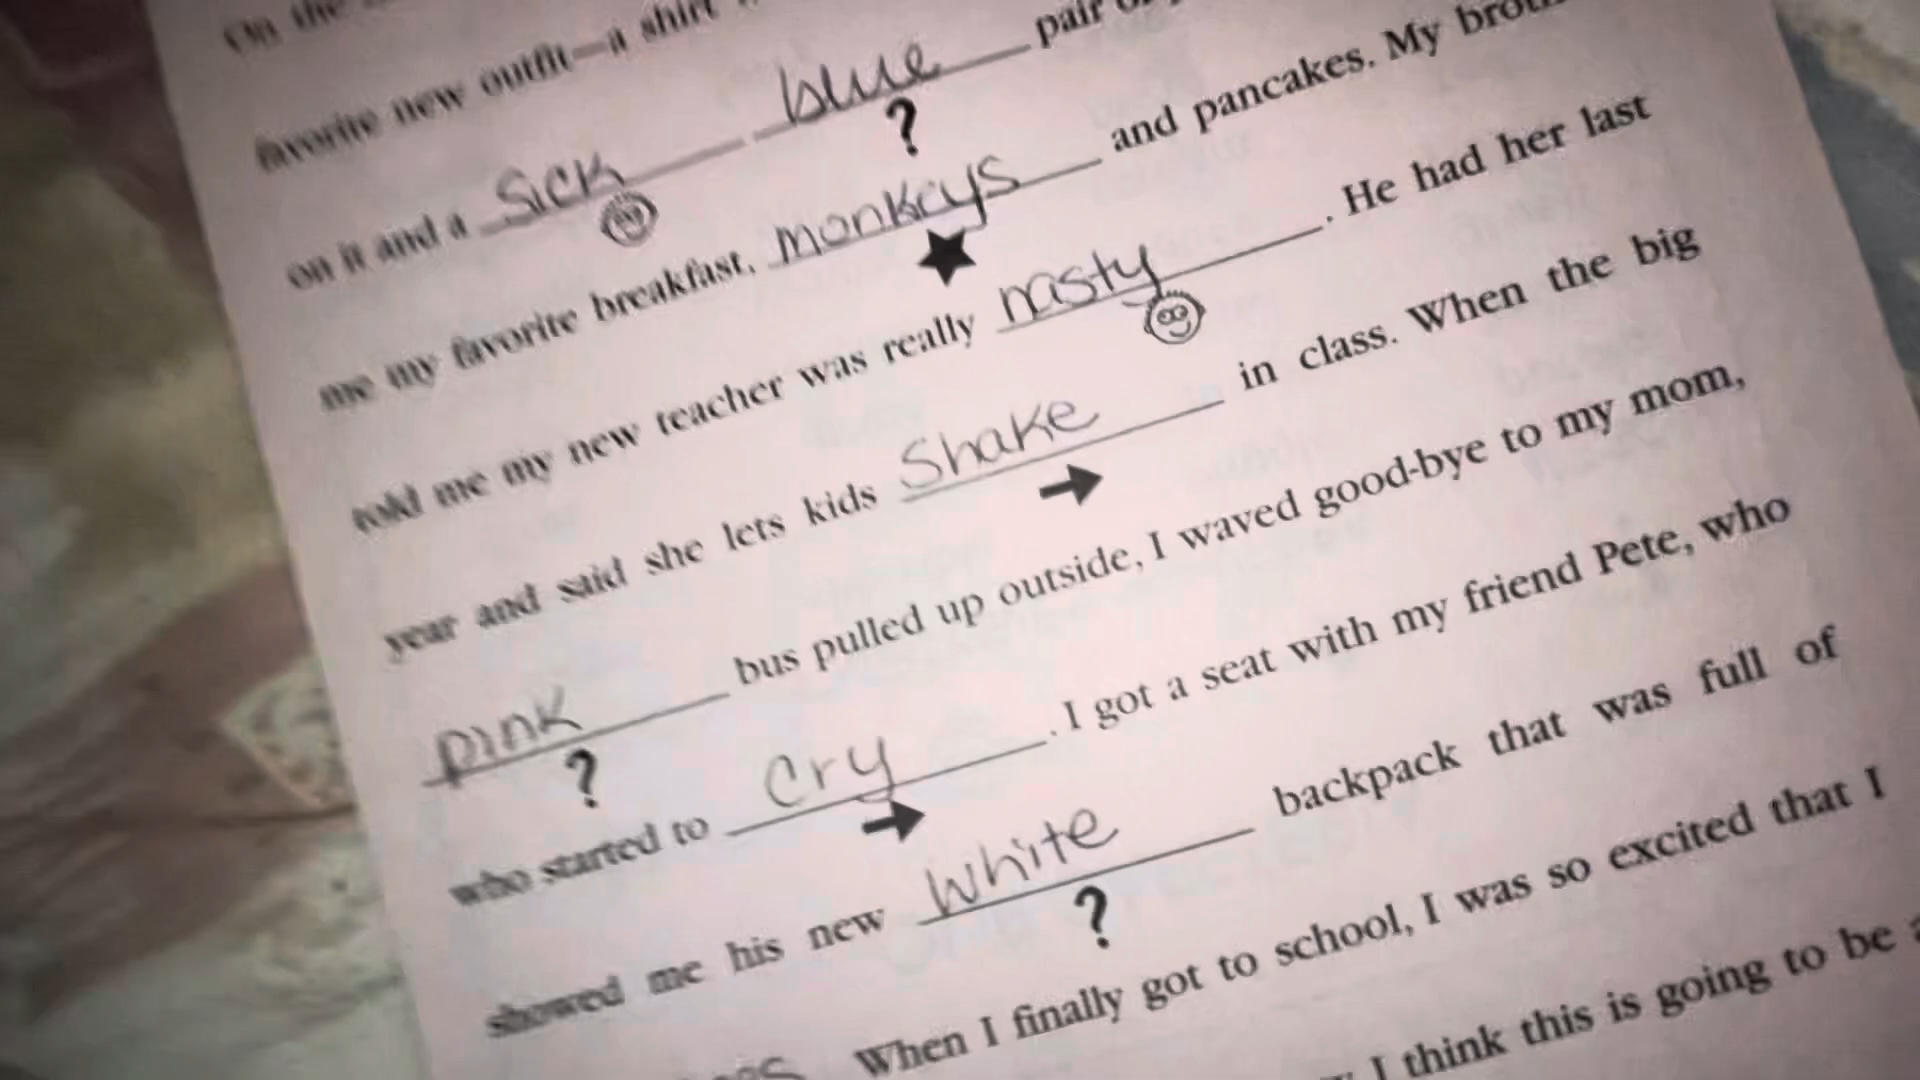 On the
favorite new outfit—a shirt
on it and a sick blue pair
me my favorite breakfast, monkeys and pancakes. My
told me my new teacher was really nasty. He had her last
year and said she lets kids Shake in class. When the big
pink bus pulled up outside, I waved good-bye to my mom,
who started to Cry. I got a seat with my friend Pete, who
showed me his new White backpack that was full of
When I finally got to school, I was so excited that I
I think this is going to be